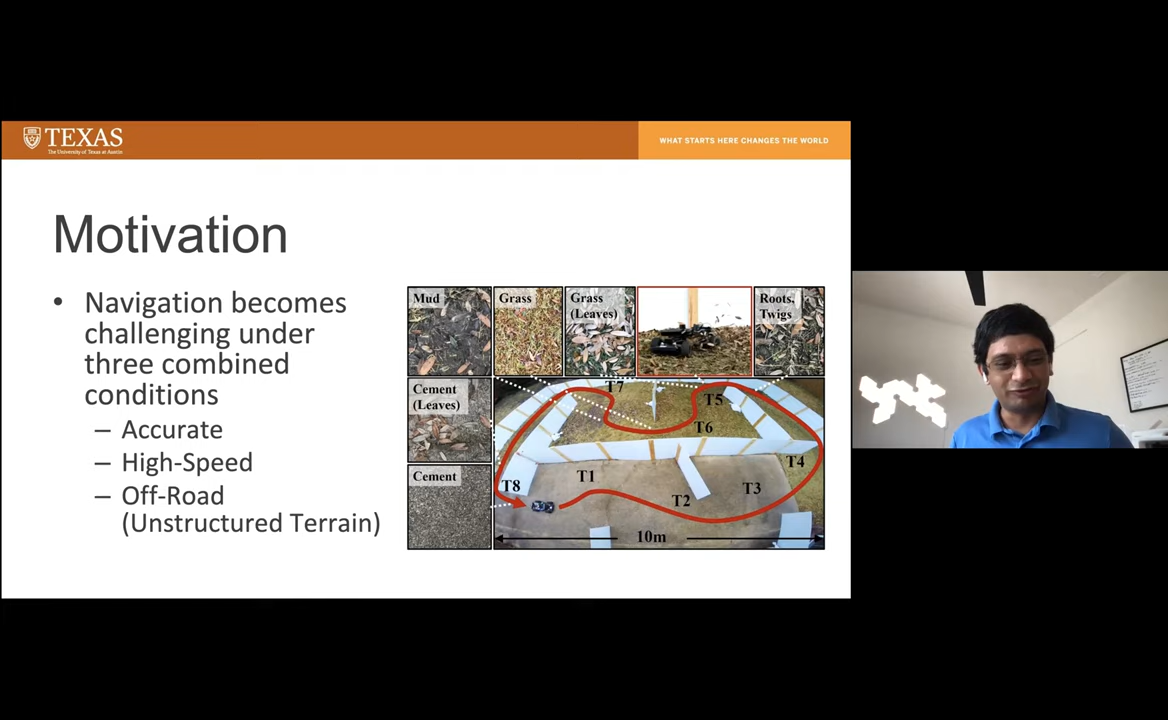 TEXAS
The University of Texas at Austin
WHAT STARTS HERE CHANGES THE WORLD
Motivation
• Navigation becomes
challenging under
three combined
conditions
– Accurate
– High-Speed
– Off-Road
(Unstructured Terrain)
Mud
Grass
Grass
(Leaves)
Roots,
Twigs
Cement
(Leaves)
Cement
T7
T5
T6
T4
T1
T8
T2
T3
10m